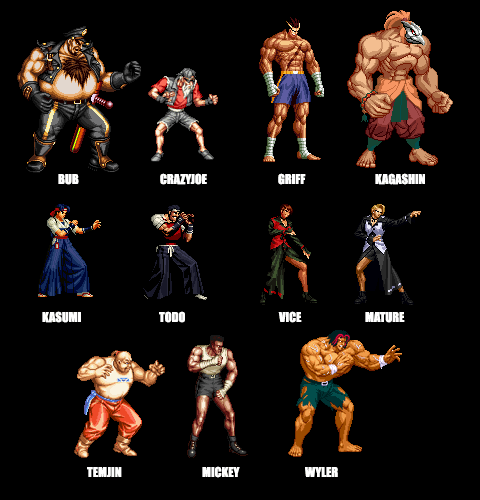 BUB
CRAZYJOE
GRIFF
KAGASHIN
KASUMI
TODO
VICE
MATURE
TEMJIN
MICKEY
WYLER